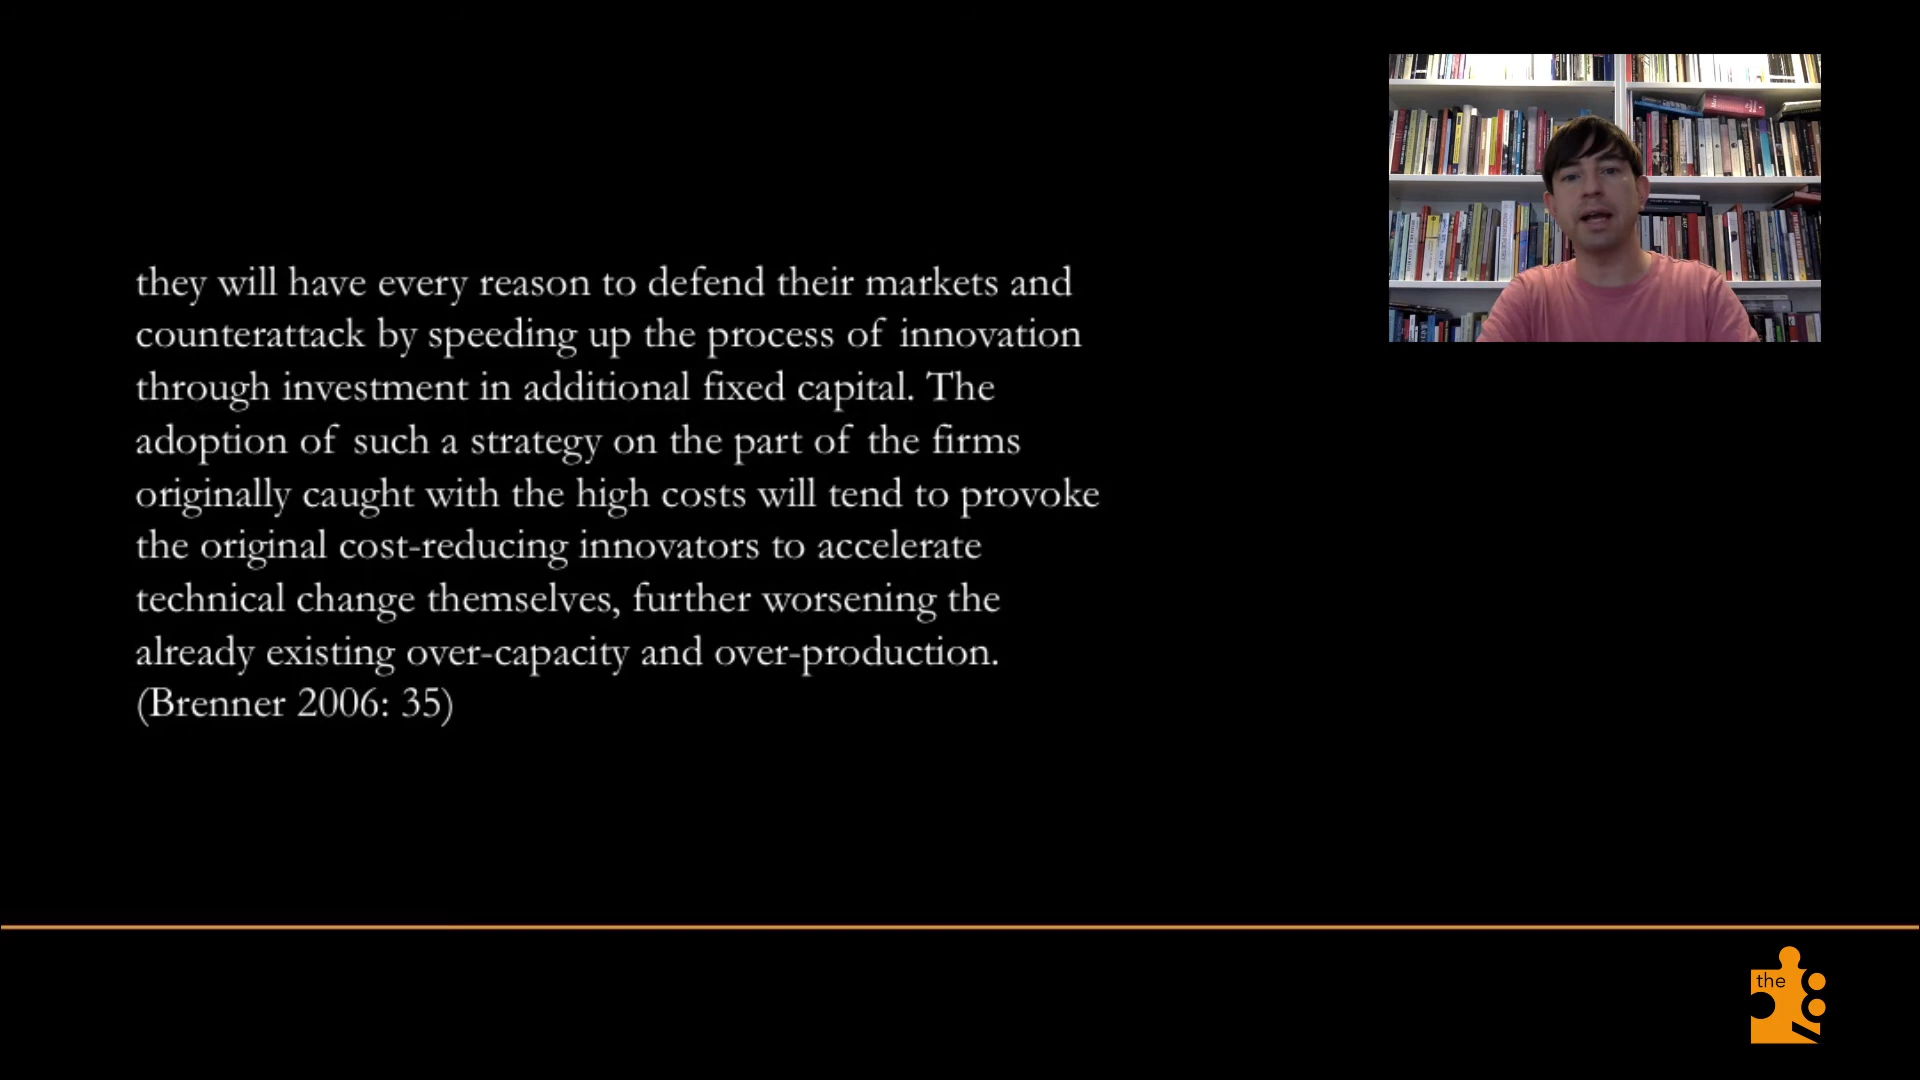 they will have every reason to defend their markets and
counterattack by speeding up the process of innovation
through investment in additional fixed capital. The
adoption of such a strategy on the part of the firms
originally caught with the high costs will tend to provoke
the original cost-reducing innovators to accelerate
technical change themselves, further worsening the
already existing over-capacity and over-production.
(Brenner 2006: 35)
the